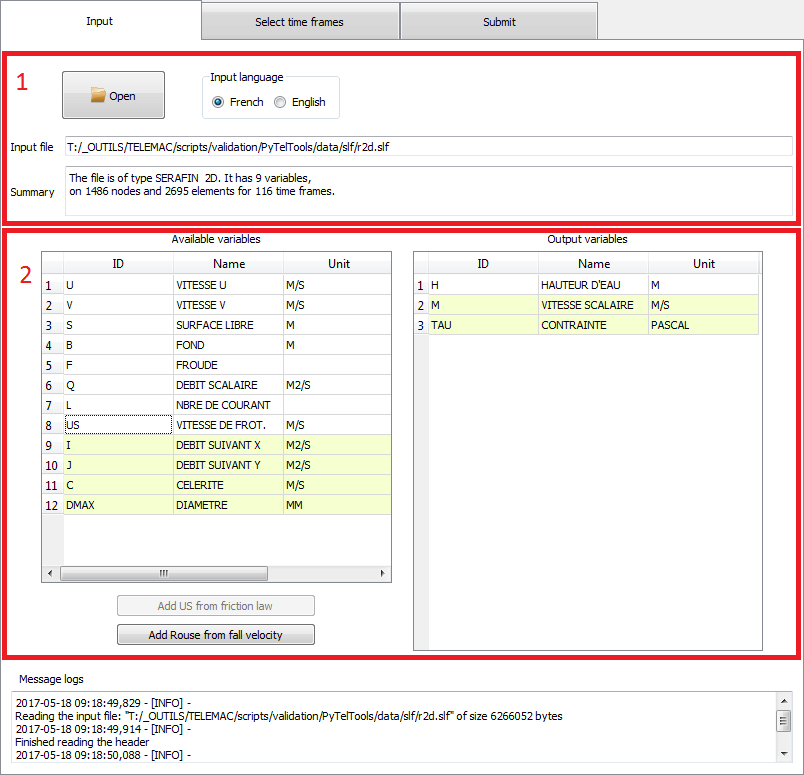 Input Select time frames Submit
1
Open
Input language
French English
Input file T:/_OUTILS/TELEMAC/scripts/validation/PyTelTools/data/slf/r2d.slf
Summary
The file is of type SERAFIN 2D. It has 9 variables,
on 1486 nodes and 2695 elements for 116 time frames.
2
Available variables
ID Name Unit
1 U VITESSE U M/S
2 V VITESSE V M/S
3 S SURFACE LIBRE M
4 B FOND M
5 F FROUDE
6 Q DEBIT SCALAIRE M2/S
7 L NBRE DE COURANT
8 US VITESSE DE FROT. M/S
9 I DEBIT SUIVANT X M2/S
10 J DEBIT SUIVANT Y M2/S
11 C CELERITE M/S
12 DMAX DIAMETRE MM
Add US from friction law
Add Rouse from fall velocity
Output variables
ID Name Unit
1 H HAUTEUR D'EAU M
2 M VITESSE SCALAIRE M/S
3 TAU CONTRAINTE PASCAL
Message logs
2017-05-18 09:18:49,829 - [INFO] -
Reading the input file: "T:/_OUTILS/TELEMAC/scripts/validation/PyTelTools/data/slf/r2d.slf" of size 6266052 bytes
2017-05-18 09:18:49,914 - [INFO] -
Finished reading the header
2017-05-18 09:18:50,088 - [INFO] -